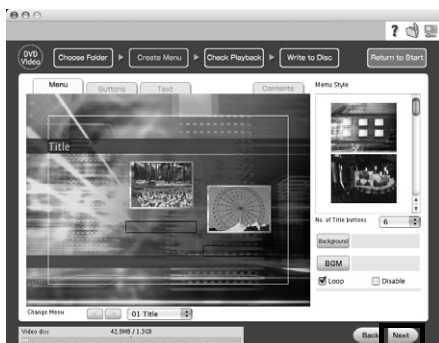 ?
DVD Video
Choose Folder
Create Menu
Check Playback
Write to Disc
Return to Start
Menu
Buttons
Text
Contents
Menu Style
Title
No. of Title buttons
6
Background
BGM
Loop
Disable
Change Menu
01 Title
Video disc
42.9MB / 1.3GB
Back
Next